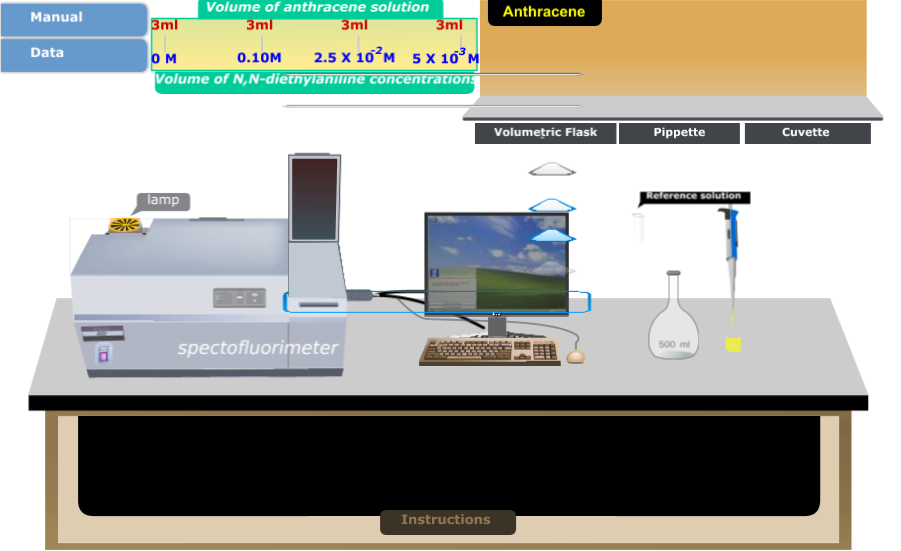 Manual
Data
Volume of anthracene solution
3ml 3ml 3ml 3ml
0 M 0.10M 2.5 X 10-2 M 5 X 10-3 M
Volume of N,N-diethylaniline concentrations
Anthracene
Volumetric Flask Pippette Cuvette
lamp
Reference solution
spectofluorimeter
500 ml
Instructions